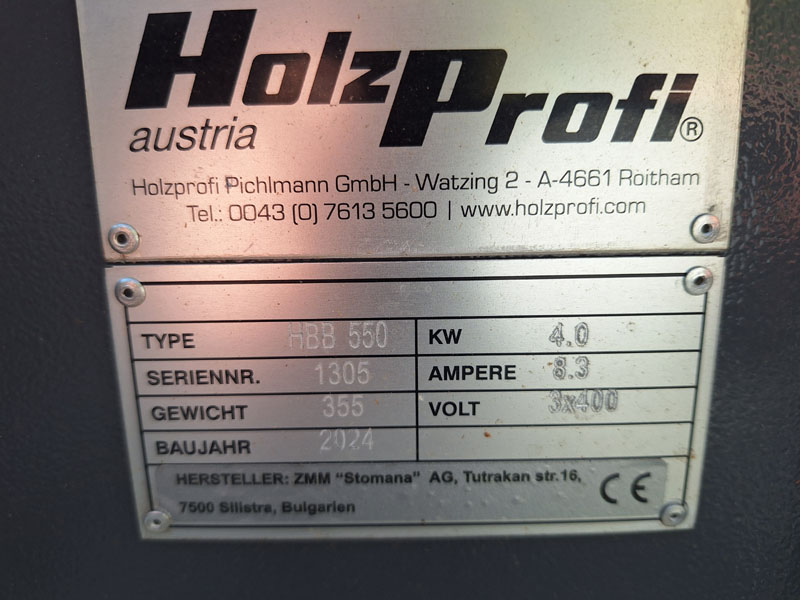 HolzProfi®
austria
Holzprofi Pichlmann GmbH - Watzing 2 - A-4661 Roitham
Tel.: 0043 (0) 7613 5600 | www.holzprofi.com
TYPE HBB 550 KW 4.0
SERIENNR. 1305 AMPERE 8.3
GEWICHT 355 VOLT 3x400
BAUJAHR 2024
HERSTELLER: ZMM "Stomana" AG, Tutrakan str.16,
7500 Silistra, Bulgarien
CE